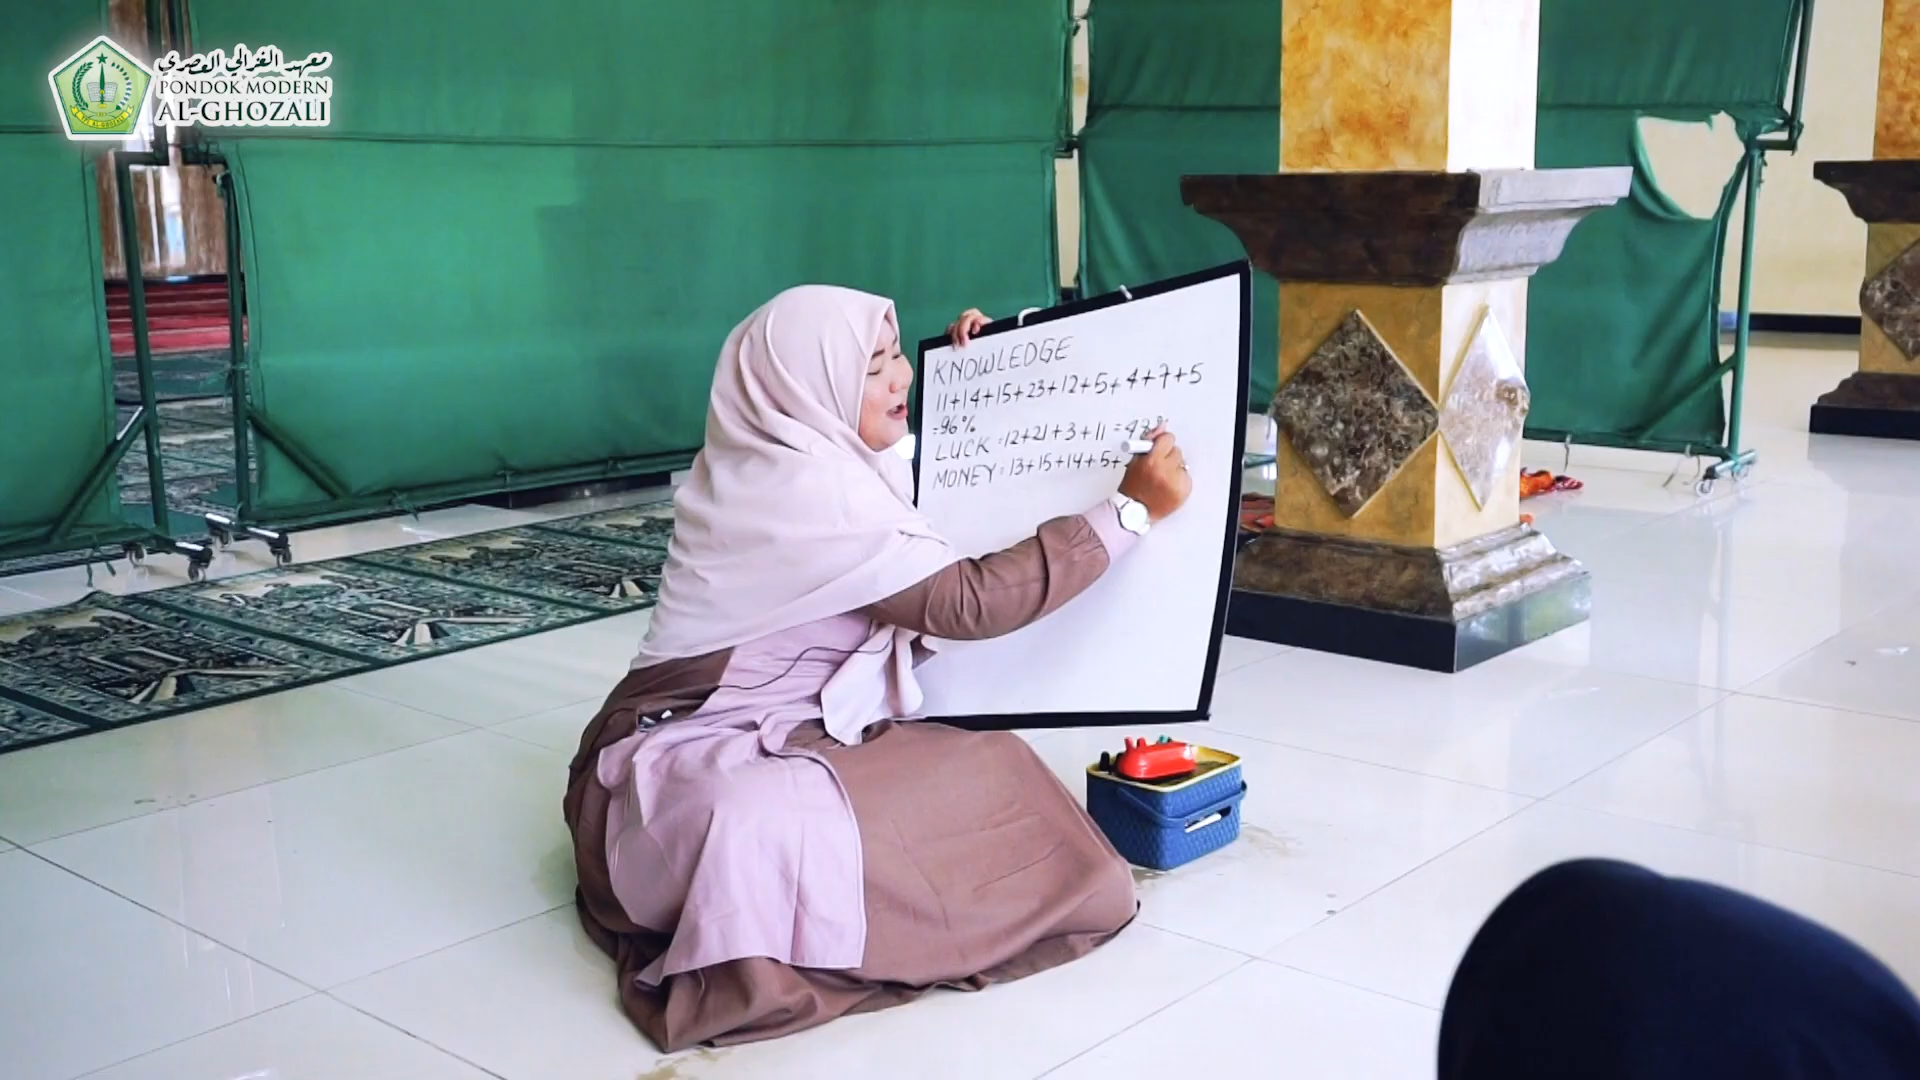 معهد الغزالي العصري
PONDOK MODERN
AL-GHOZALI
KNOWLEDGE
11+14+15+23+12+5+4+7+5
=96%
LUCK =12+21+3+11 =48%
MONEY=13+15+14+5+